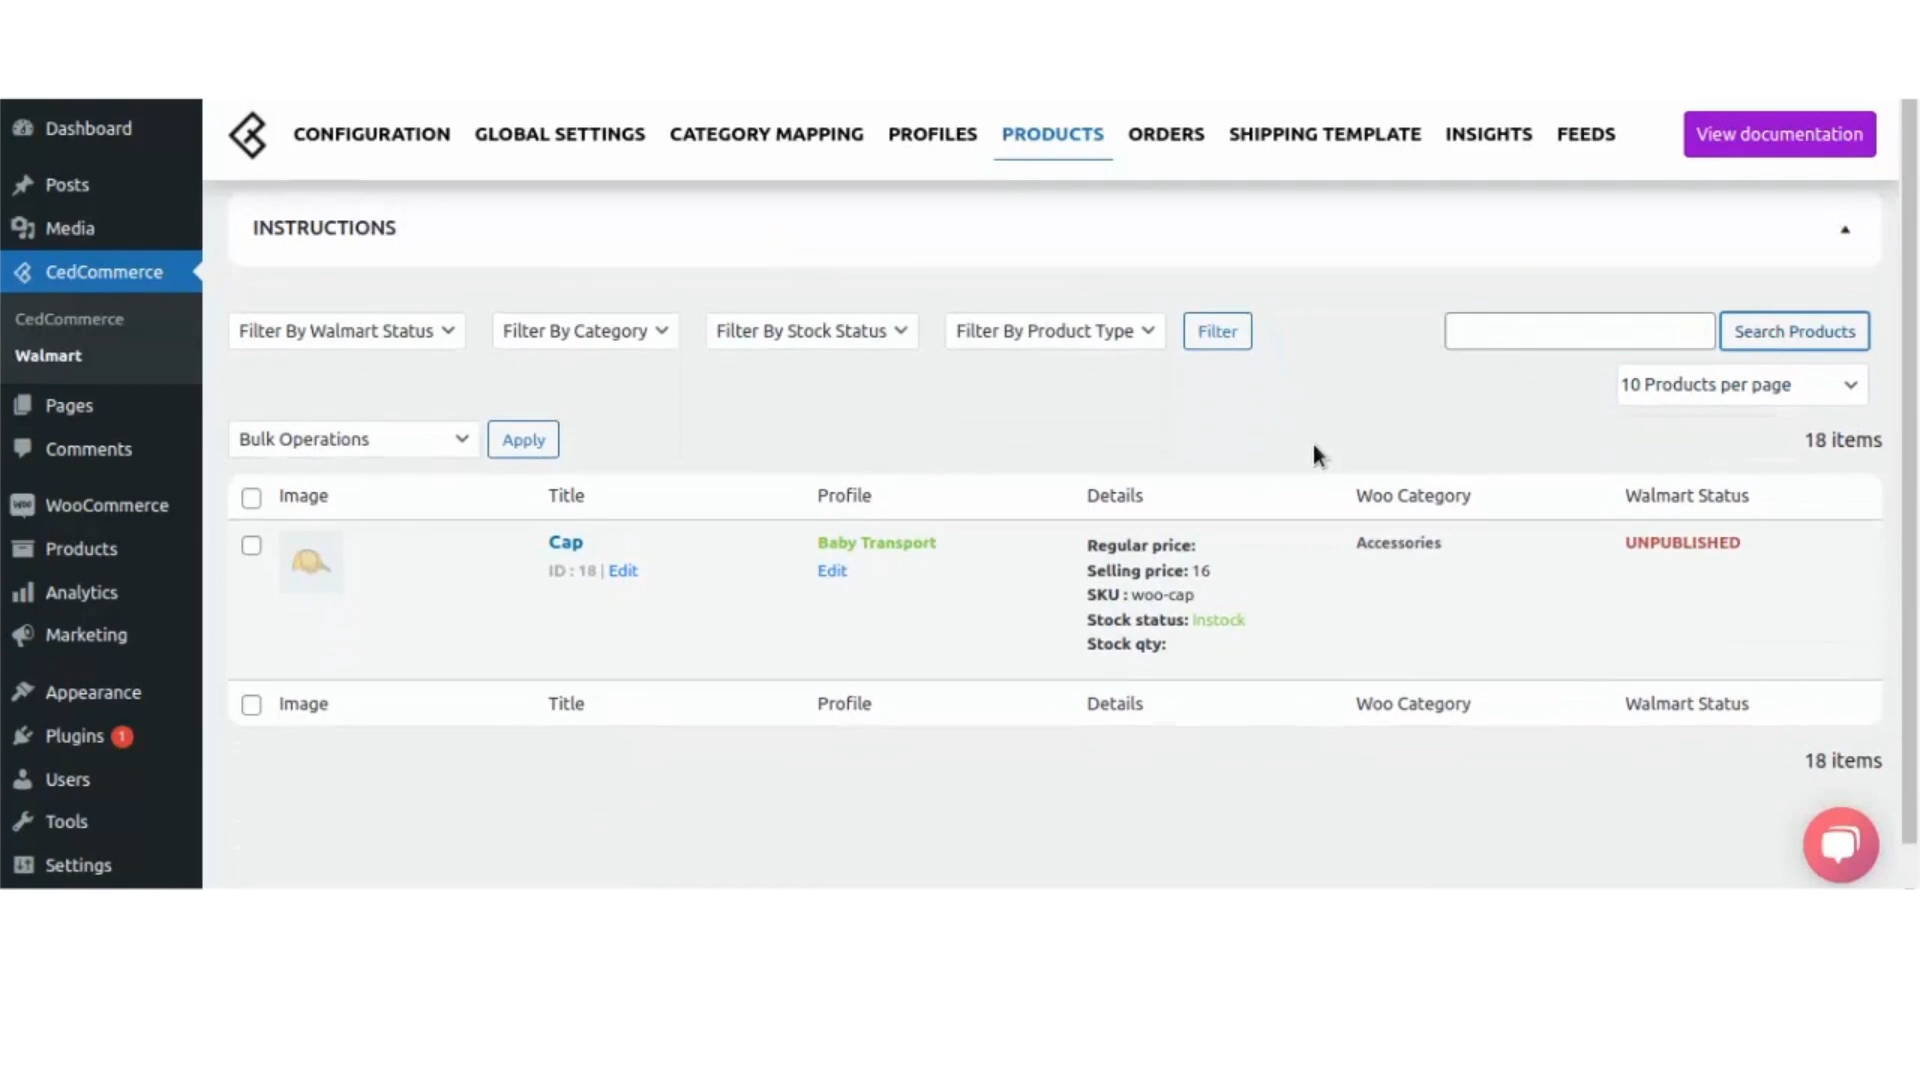 Dashboard
Posts
Media
CedCommerce
CedCommerce
Walmart
Pages
Comments
WooCommerce
Products
Analytics
Marketing
Appearance
Plugins 1
Users
Tools
Settings
CONFIGURATION GLOBAL SETTINGS CATEGORY MAPPING PROFILES PRODUCTS ORDERS SHIPPING TEMPLATE INSIGHTS FEEDS View documentation
INSTRUCTIONS
Filter By Walmart Status Filter By Category Filter By Stock Status Filter By Product Type Filter Search Products
10 Products per page
Bulk Operations Apply 18 items
Image Title Profile Details Woo Category Walmart Status
Cap Baby Transport Regular price: Accessories UNPUBLISHED
ID : 18 | Edit Edit Selling price: 16
SKU : woo-cap
Stock status: Instock
Stock qty:
Image Title Profile Details Woo Category Walmart Status
18 items